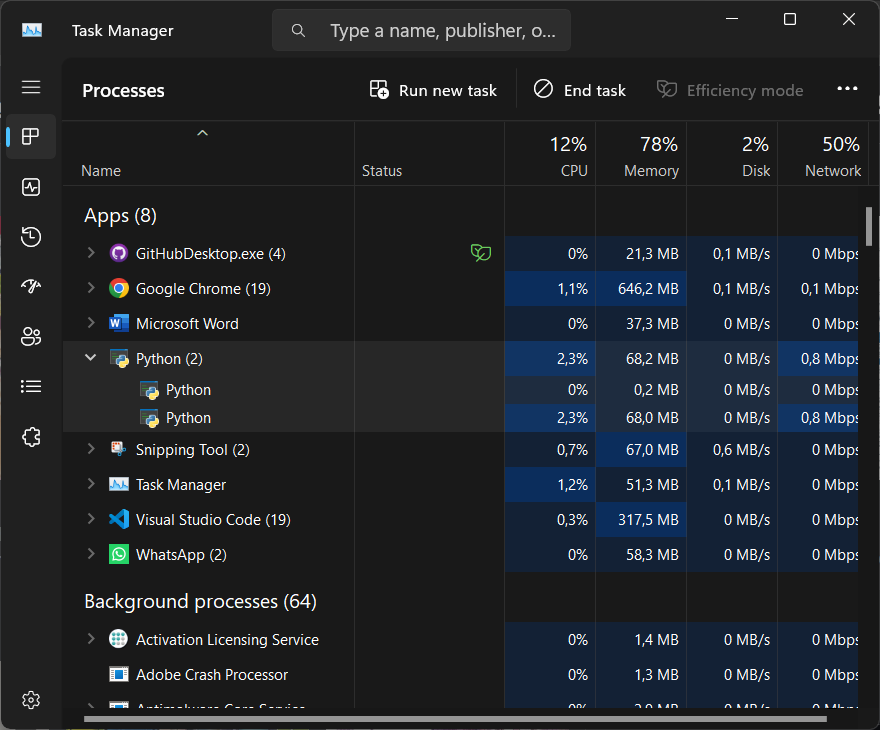 Task Manager
Type a name, publisher, o...
Processes
Run new task
End task
Efficiency mode
12% 78% 2% 50%
Name Status CPU Memory Disk Network
Apps (8)
GitHubDesktop.exe (4) 0% 21,3 MB 0,1 MB/s 0 Mbps
Google Chrome (19) 1,1% 646,2 MB 0,1 MB/s 0,1 Mbps
Microsoft Word 0% 37,3 MB 0 MB/s 0 Mbps
Python (2) 2,3% 68,2 MB 0 MB/s 0,8 Mbps
Python 0% 0,2 MB 0 MB/s 0 Mbps
Python 2,3% 68,0 MB 0 MB/s 0,8 Mbps
Snipping Tool (2) 0,7% 67,0 MB 0,6 MB/s 0 Mbps
Task Manager 1,2% 51,3 MB 0,1 MB/s 0 Mbps
Visual Studio Code (19) 0,3% 317,5 MB 0 MB/s 0 Mbps
WhatsApp (2) 0% 58,3 MB 0 MB/s 0 Mbps
Background processes (64)
Activation Licensing Service 0% 1,4 MB 0 MB/s 0 Mbps
Adobe Crash Processor 0% 1,3 MB 0 MB/s 0 Mbps
Antimalware Core Service 0% MB 0 MB/s 0 Mbps